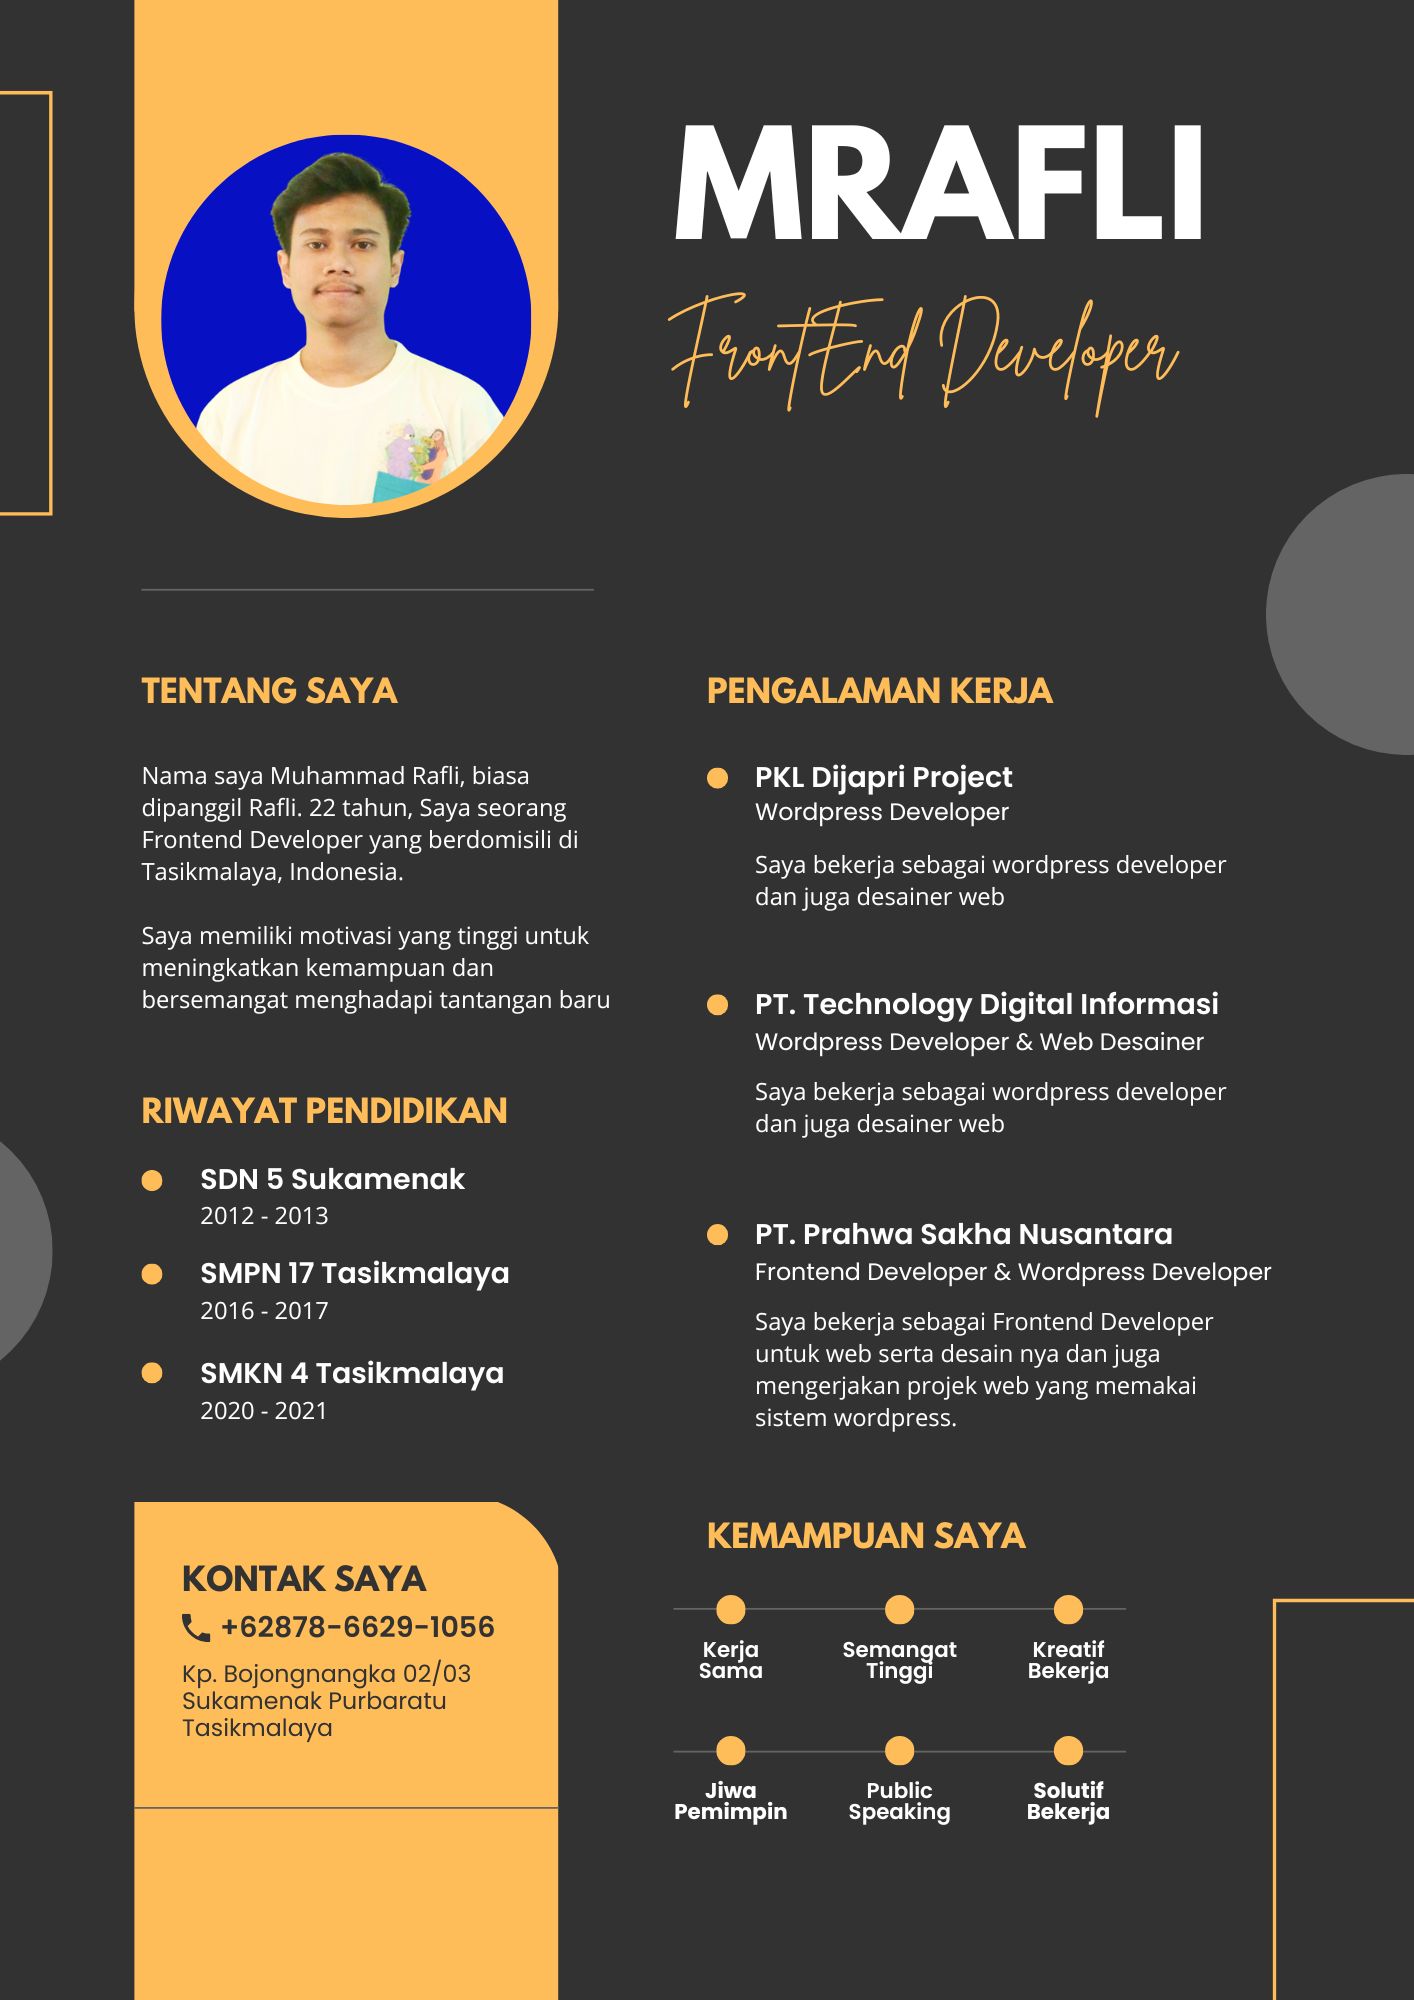 MRAFLI
FrontEnd Developer
TENTANG SAYA
Nama saya Muhammad Rafli, biasa
dipanggil Rafli. 22 tahun, Saya seorang
Frontend Developer yang berdomisili di
Tasikmalaya, Indonesia.
Saya memiliki motivasi yang tinggi untuk
meningkatkan kemampuan dan
bersemangat menghadapi tantangan baru
RIWAYAT PENDIDIKAN
SDN 5 Sukamenak
2012 - 2013
SMPN 17 Tasikmalaya
2016 - 2017
SMKN 4 Tasikmalaya
2020 - 2021
KONTAK SAYA
+62878-6629-1056
Kp. Bojongnangka 02/03
Sukamenak Purbaratu
Tasikmalaya
PENGALAMAN KERJA
PKL Dijapri Project
Wordpress Developer
Saya bekerja sebagai wordpress developer
dan juga desainer web
PT. Technology Digital Informasi
Wordpress Developer & Web Desainer
Saya bekerja sebagai wordpress developer
dan juga desainer web
PT. Prahwa Sakha Nusantara
Frontend Developer & Wordpress Developer
Saya bekerja sebagai Frontend Developer
untuk web serta desain nya dan juga
mengerjakan projek web yang memakai
sistem wordpress.
KEMAMPUAN SAYA
Kerja
Sama
Semangat
Tinggi
Kreatif
Bekerja
Jiwa
Pemimpin
Public
Speaking
Solutif
Bekerja